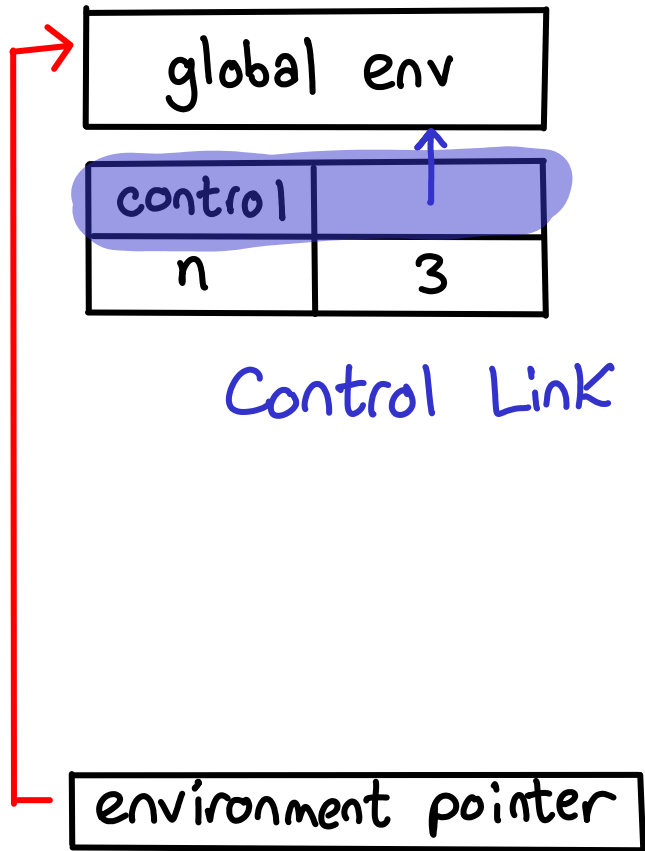 global env
control
n 3
Control Link
environment pointer